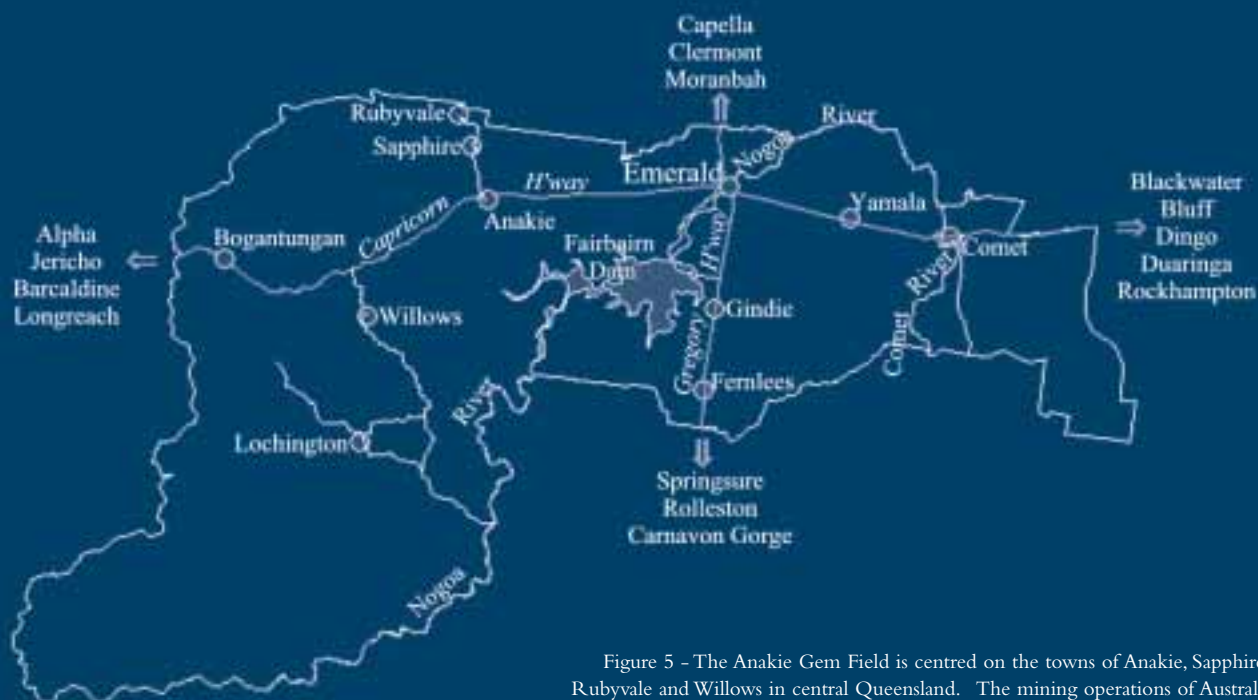 Capella
Clermont
Moranbah
Rubyvale
River
Sapphire
Nogoa
Emerald
H'way
Blackwater
Bluff
Dingo
Duaringa
Rockhampton
Yamala
Anakie
Capricorn
Alpha
Jericho
Barcaldine
Longreach
Bogantungan
Fairbairn
Dam
H'way
Comet
River
Willows
Gindie
Comet
Gregory
Fernlees
River
Lochington
Springsure
Rolleston
Carnavon Gorge
Nogoa
Figure 5 - The Anakie Gem Field is centred on the towns of Anakie, Sapphire
Rubyvale and Willows in central Queensland. The mining operations of Austral